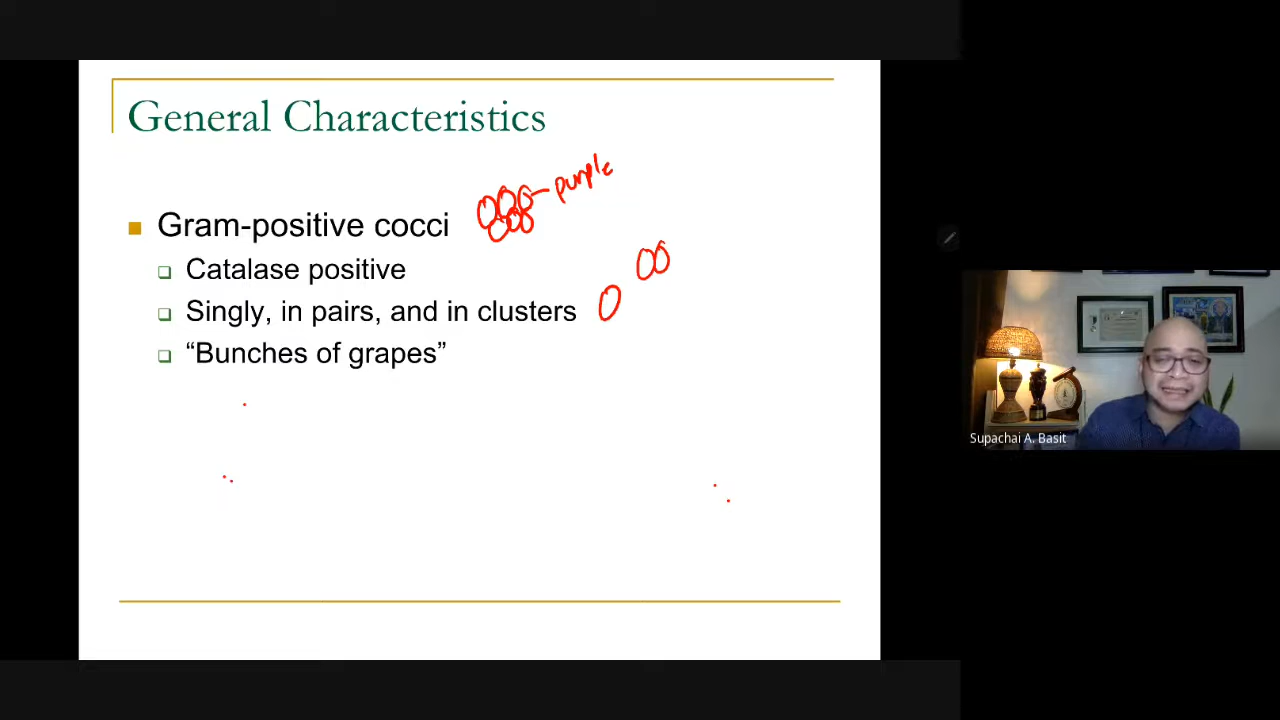 General Characteristics
purple
Gram-positive cocci
Catalase positive
Singly, in pairs, and in clusters
“Bunches of grapes”
Supachai A. Basit